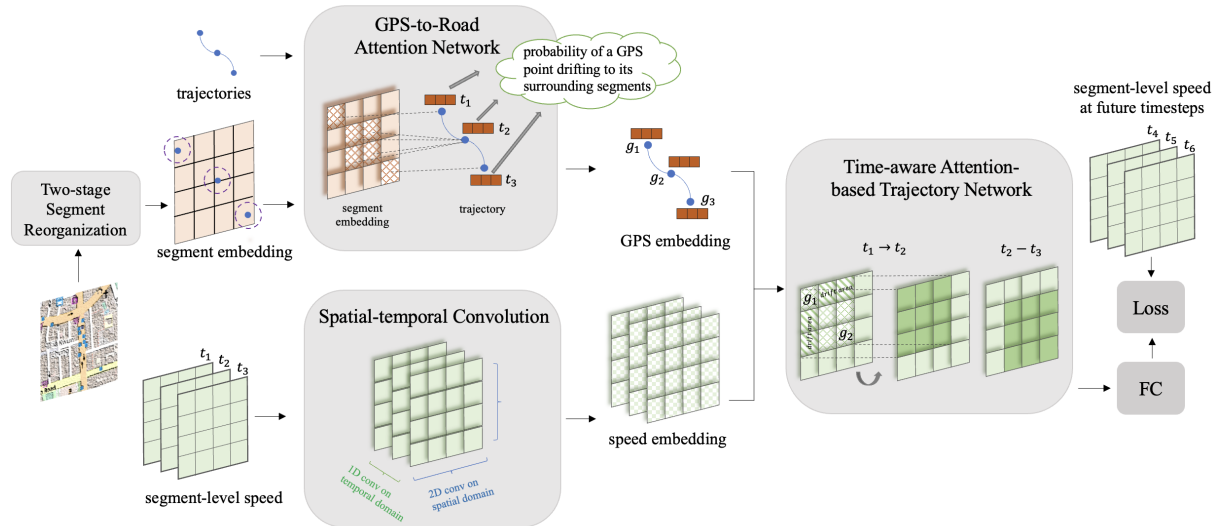 GPS-to-Road
Attention Network
probability of a GPS
point drifting to its
surrounding segments
trajectories
t1
t2
t3
segment
embedding
trajectory
Two-stage
Segment
Reorganization
segment embedding
g1
g2
g3
GPS embedding
segment-level speed
at future timesteps
t4
t5
t6
Time-aware Attention-
based Trajectory Network
t1 → t2
t2 − t3
g1
drift area
drift area
g2
Loss
FC
Spatial-temporal Convolution
1D conv on
temporal domain
2D conv on
spatial domain
speed embedding
t1
t2
t3
segment-level speed